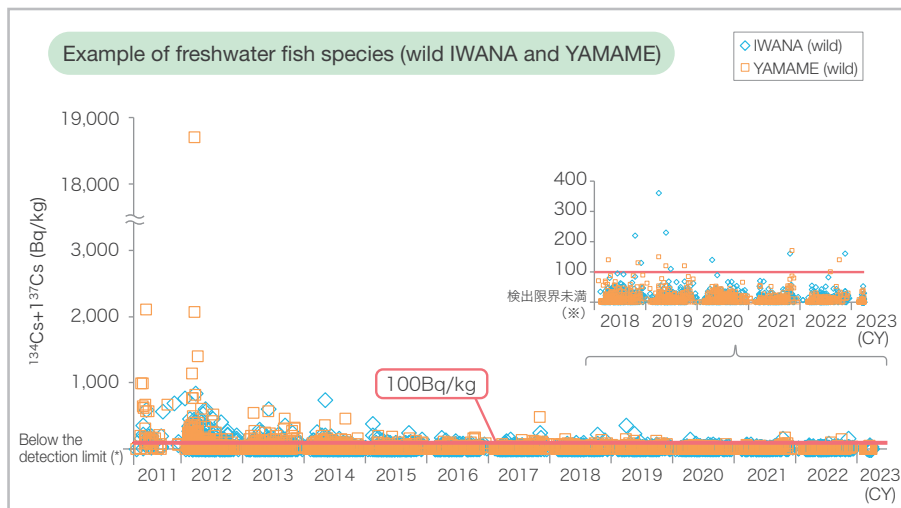 Example of freshwater fish species (wild IWANA and YAMAME)
IWANA (wild)
YAMAME (wild)
134Cs+137Cs (Bq/kg)
19,000
18,000
3,000
2,000
1,000
Below the
detection limit (*)
100Bq/kg
2011 2012 2013 2014 2015 2016 2017 2018 2019 2020 2021 2022 2023
(CY)
400
300
200
100
検出限界未満
（※）
2018 2019 2020 2021 2022 2023
(CY)